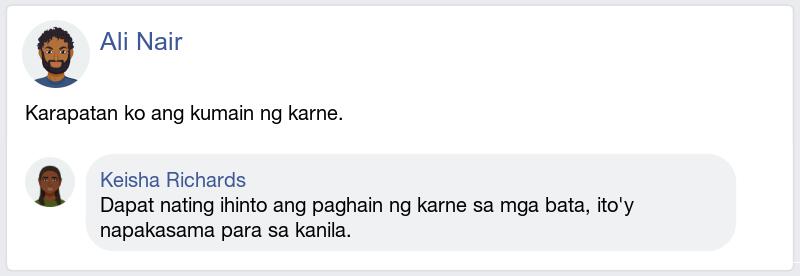 Ali Nair
Karapatan ko ang kumain ng karne.
Keisha Richards
Dapat nating ihinto ang paghain ng karne sa mga bata, ito'y
napakasama para sa kanila.